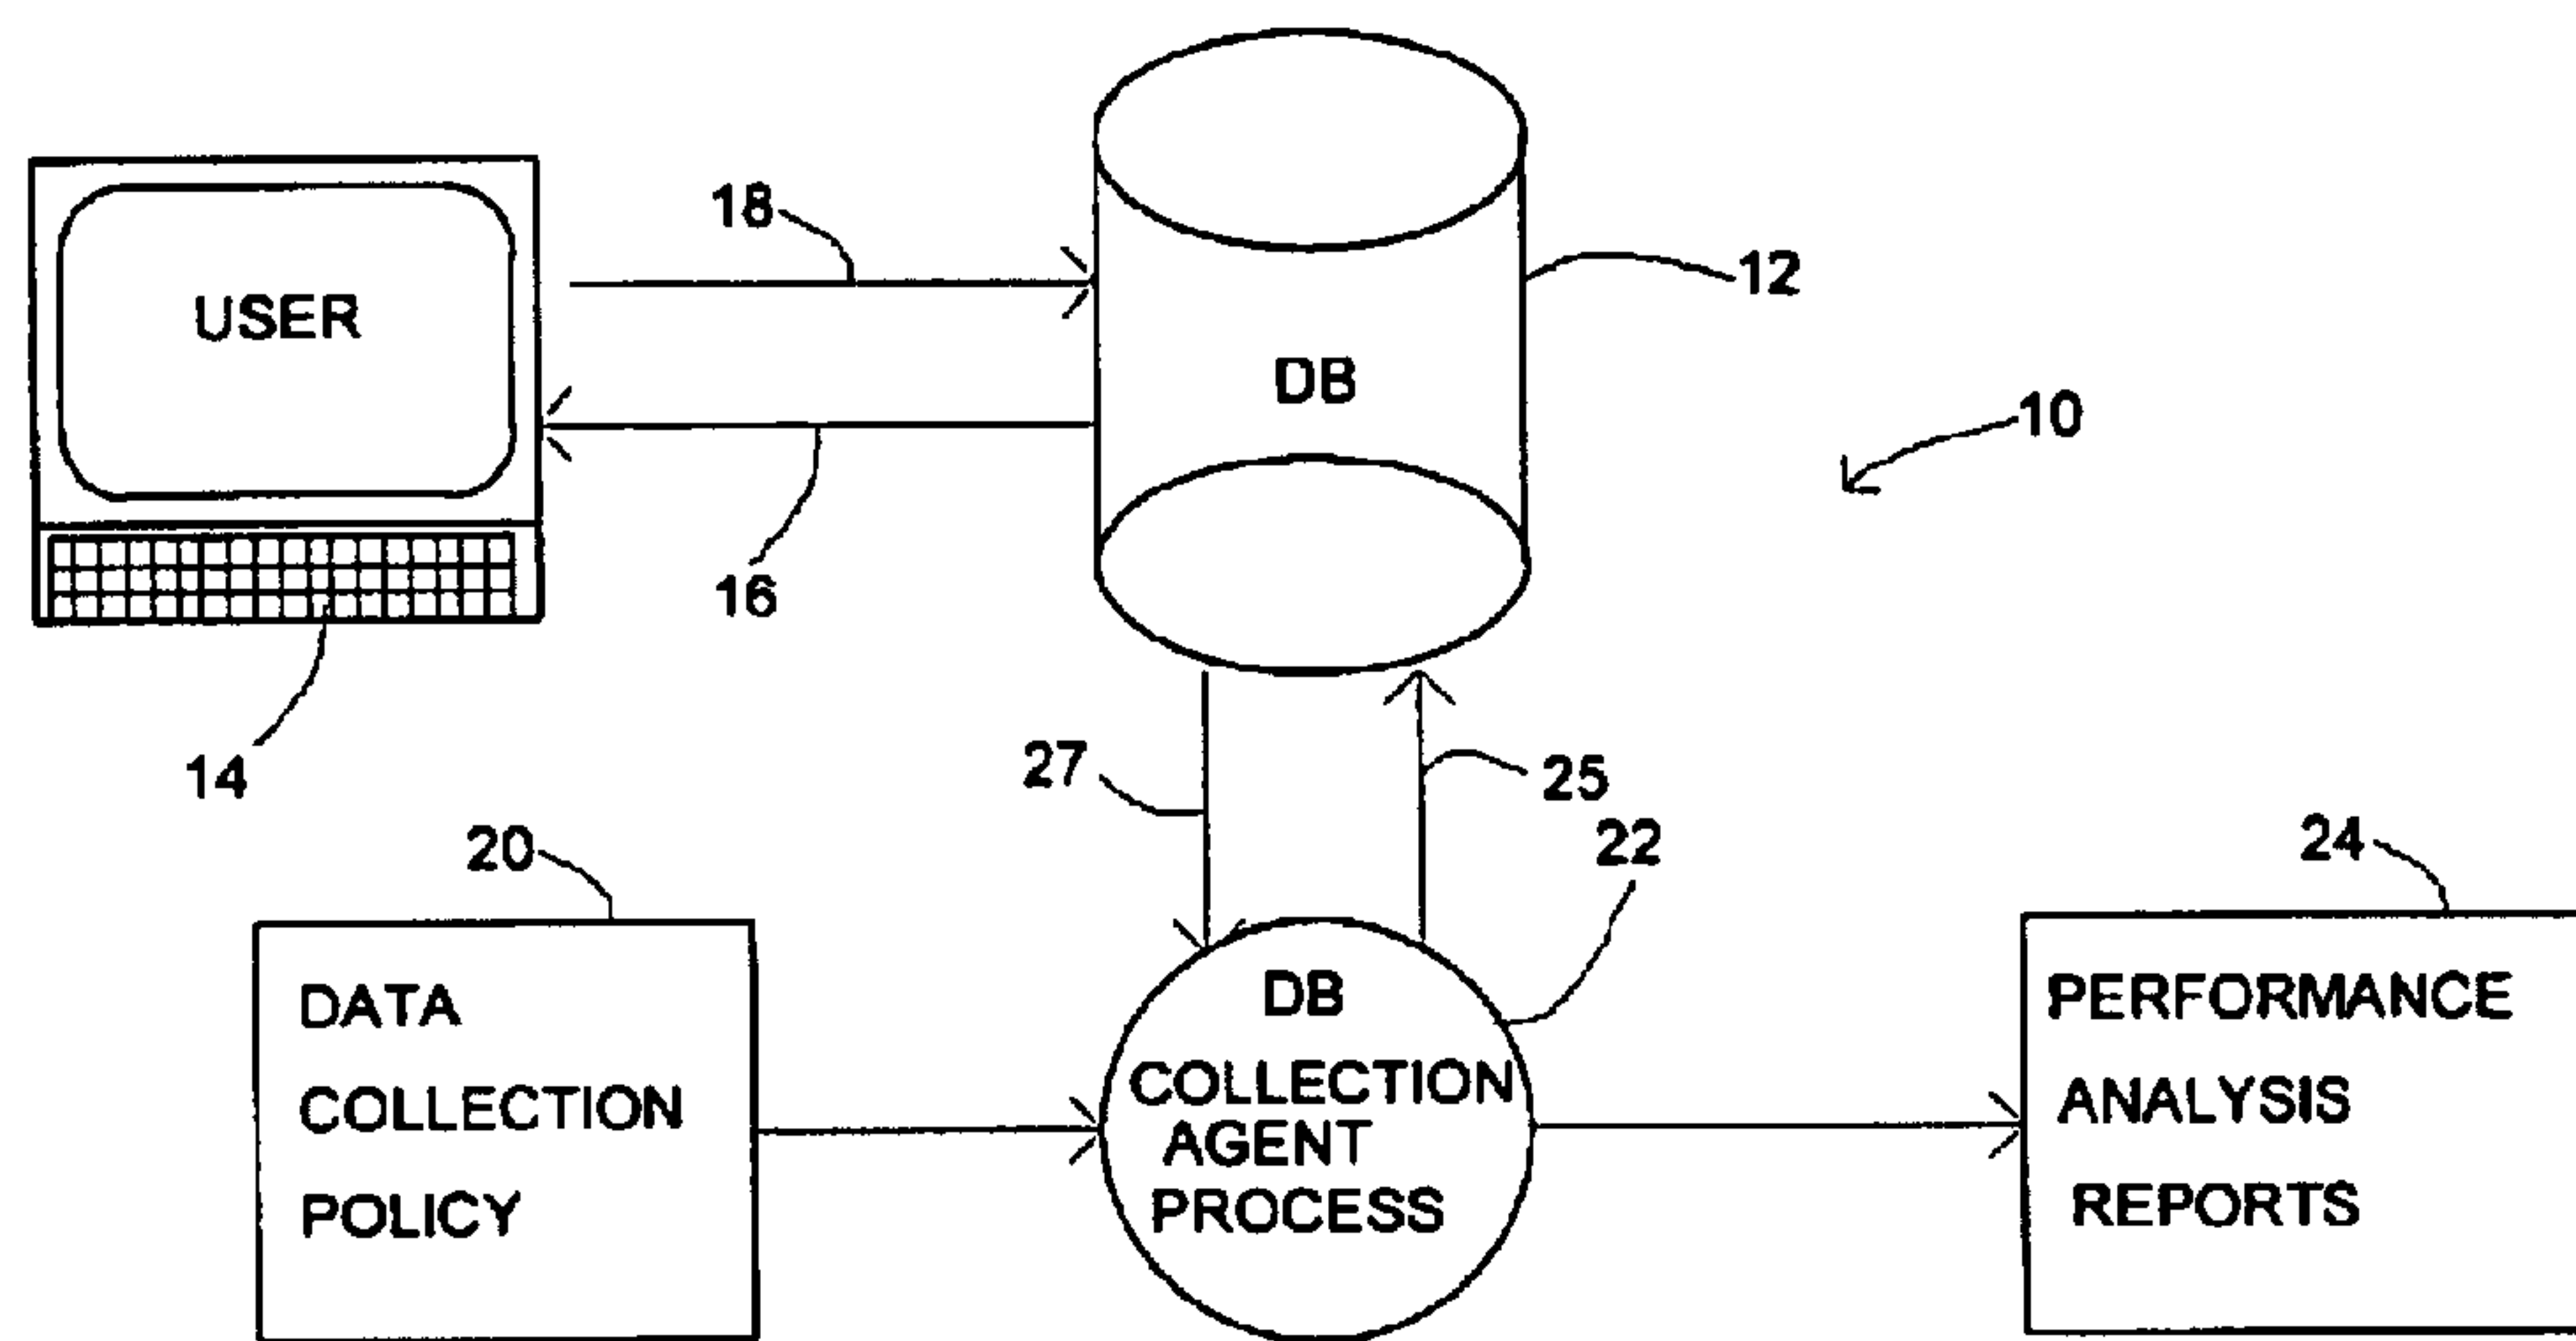 18
12
USER
DB
10
16
14
27
25
20
22
24
DATA
COLLECTION
POLICY
DB
COLLECTION
AGENT
PROCESS
PERFORMANCE
ANALYSIS
REPORTS